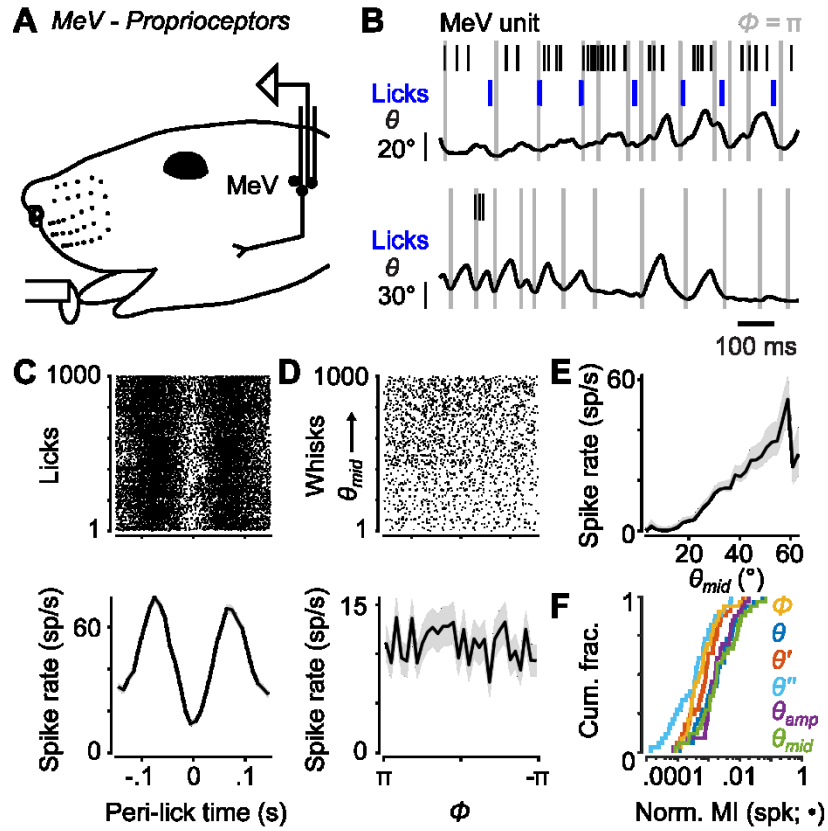 A MeV - Proprioceptors
MeV
B MeV unit Φ = π
Licks
θ
20°
Licks
θ
30°
100 ms
C
1000
Licks
1
60
Spike rate (sp/s)
0
-.1 0 .1
Peri-lick time (s)
D
1000
Whisks
θmid
1
15
Spike rate (sp/s)
0
π -π
Φ
E
60
Spike rate (sp/s)
0
20 40 60
θmid (°)
F
1
Cum. frac.
0
Φ
θ
θ'
θ''
θamp
θmid
.0001 .01 1
Norm. MI (spk; •)